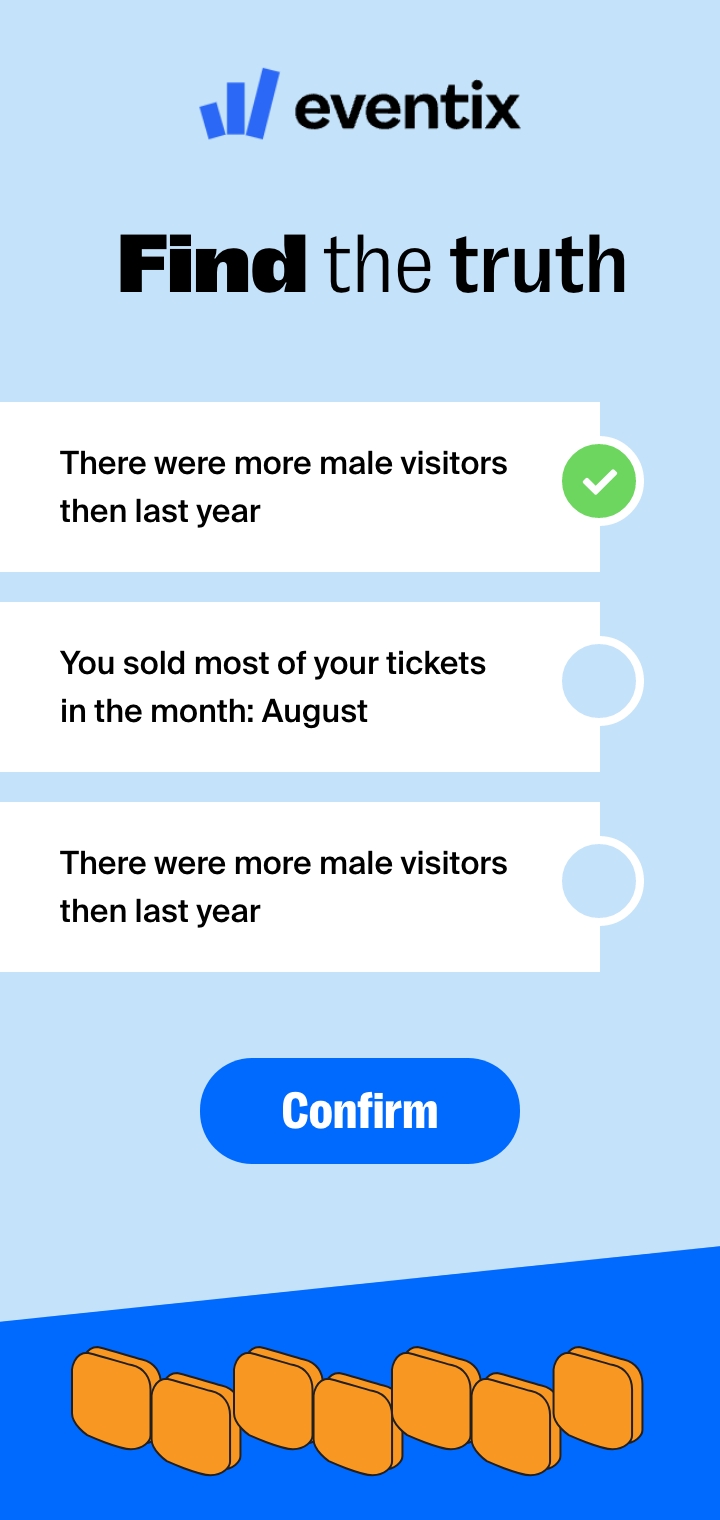 eventix
Find the truth
There were more male visitors
then last year
You sold most of your tickets
in the month: August
There were more male visitors
then last year
Confirm